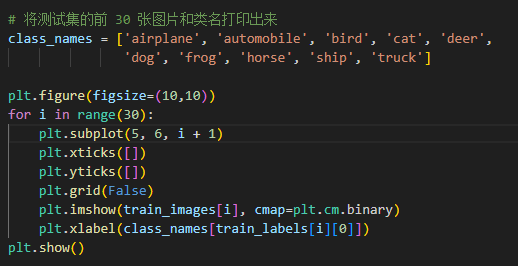 # 将测试集的前 30 张图片和类名打印出来
class_names = ['airplane', 'automobile', 'bird', 'cat', 'deer',
               'dog', 'frog', 'horse', 'ship', 'truck']

plt.figure(figsize=(10,10))
for i in range(30):
    plt.subplot(5, 6, i + 1)
    plt.xticks([])
    plt.yticks([])
    plt.grid(False)
    plt.imshow(train_images[i], cmap=plt.cm.binary)
    plt.xlabel(class_names[train_labels[i][0]])
plt.show()